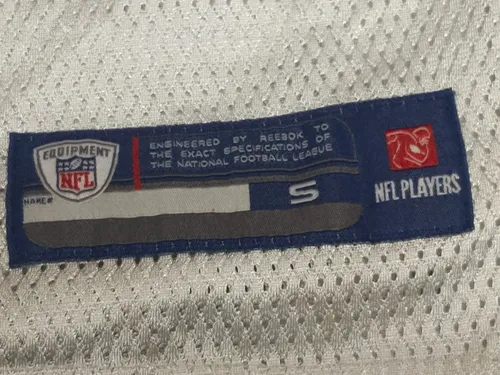 EQUIPMENT
NFL
ENGINEERED BY REEBOK TO
THE EXACT SPECIFICATIONS OF
THE NATIONAL FOOTBALL LEAGUE
S
NFL PLAYERS